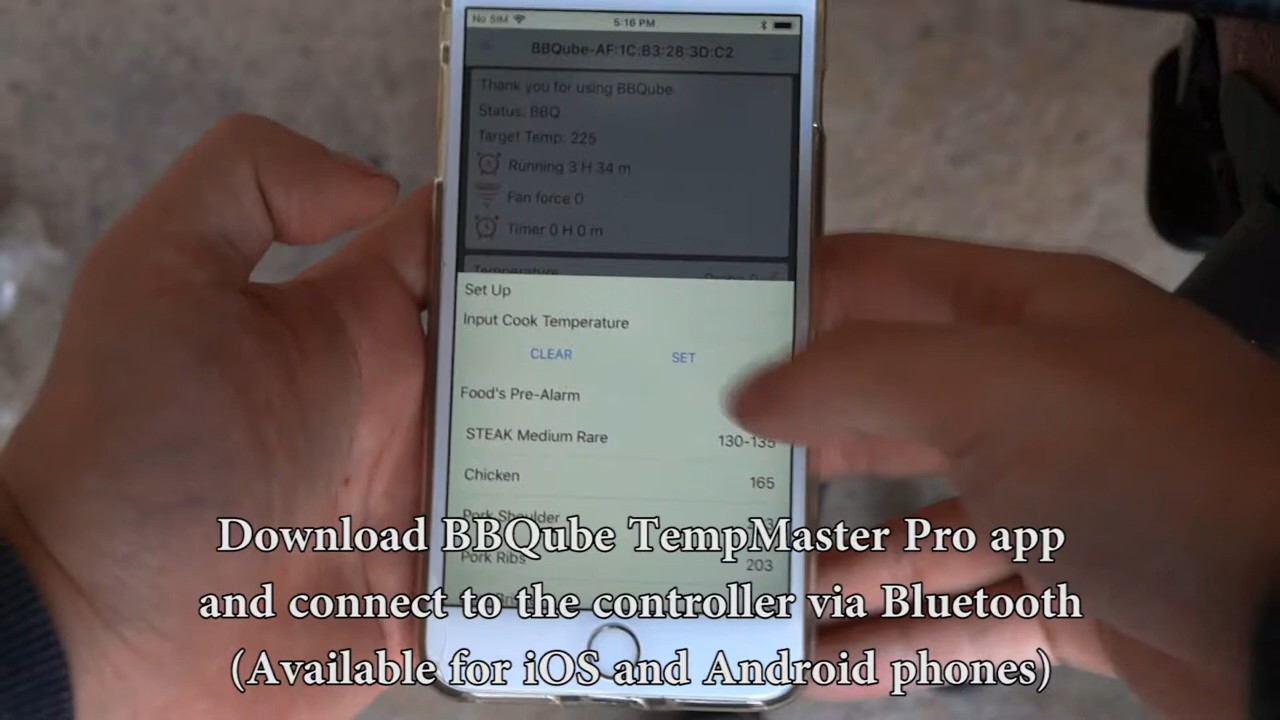 No SIM 5:16 PM
BBQube-AF:1C:B3:28:3D:C2
Thank you for using BBQube
Status: BBQ
Target Temp: 225
Running 3 H 34 m
Fan force 0
Timer 0 H 0 m
Temperature
Set Up
Input Cook Temperature
CLEAR SET
Food's Pre-Alarm
STEAK Medium Rare 130-135
Chicken 165
Pork Shoulder
Pork Ribs 203
Download BBQube TempMaster Pro app
and connect to the controller via Bluetooth
(Available for iOS and Android phones)